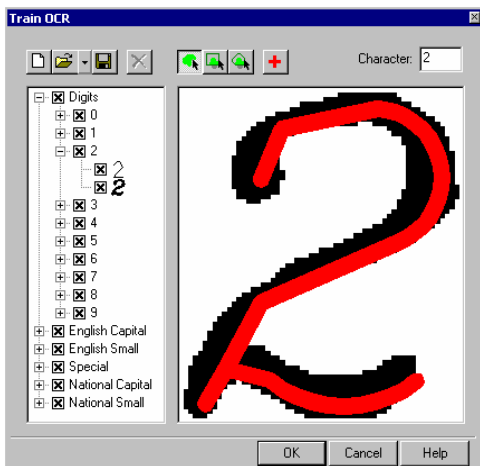 Train OCR
Character: 2
Digits
0
1
2
2
2
3
4
5
6
7
8
9
English Capital
English Small
Special
National Capital
National Small
2
OK Cancel Help